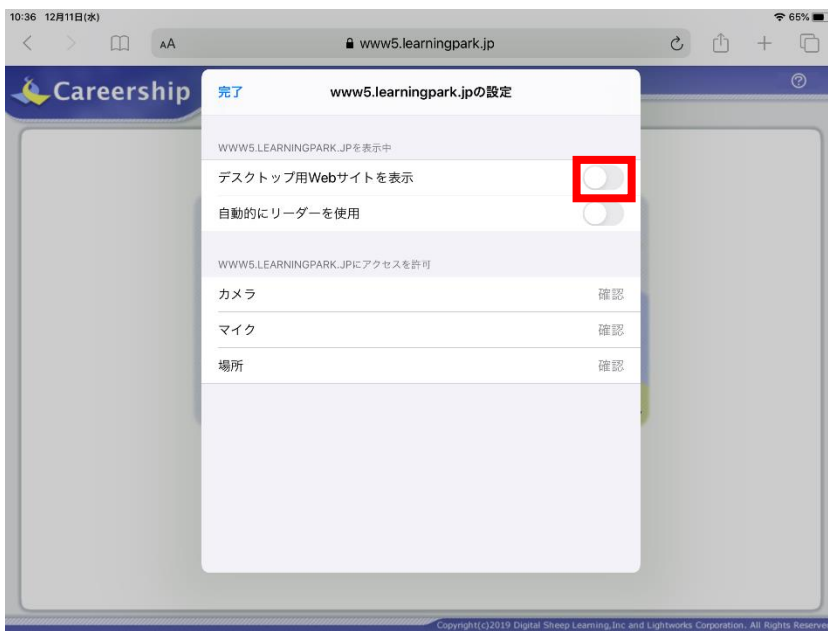 10:36 12月11日(水)
65%
AA
www5.learningpark.jp
Careership
完了
www5.learningpark.jpの設定
WWW5.LEARNINGPARK.JPを表示中
デスクトップ用Webサイトを表示
自動的にリーダーを使用
WWW5.LEARNINGPARK.JPにアクセスを許可
カメラ 確認
マイク 確認
場所 確認
Copyright(c)2019 Digital Sheep Learning,Inc and Lightworks Corporation. All Rights Reserve